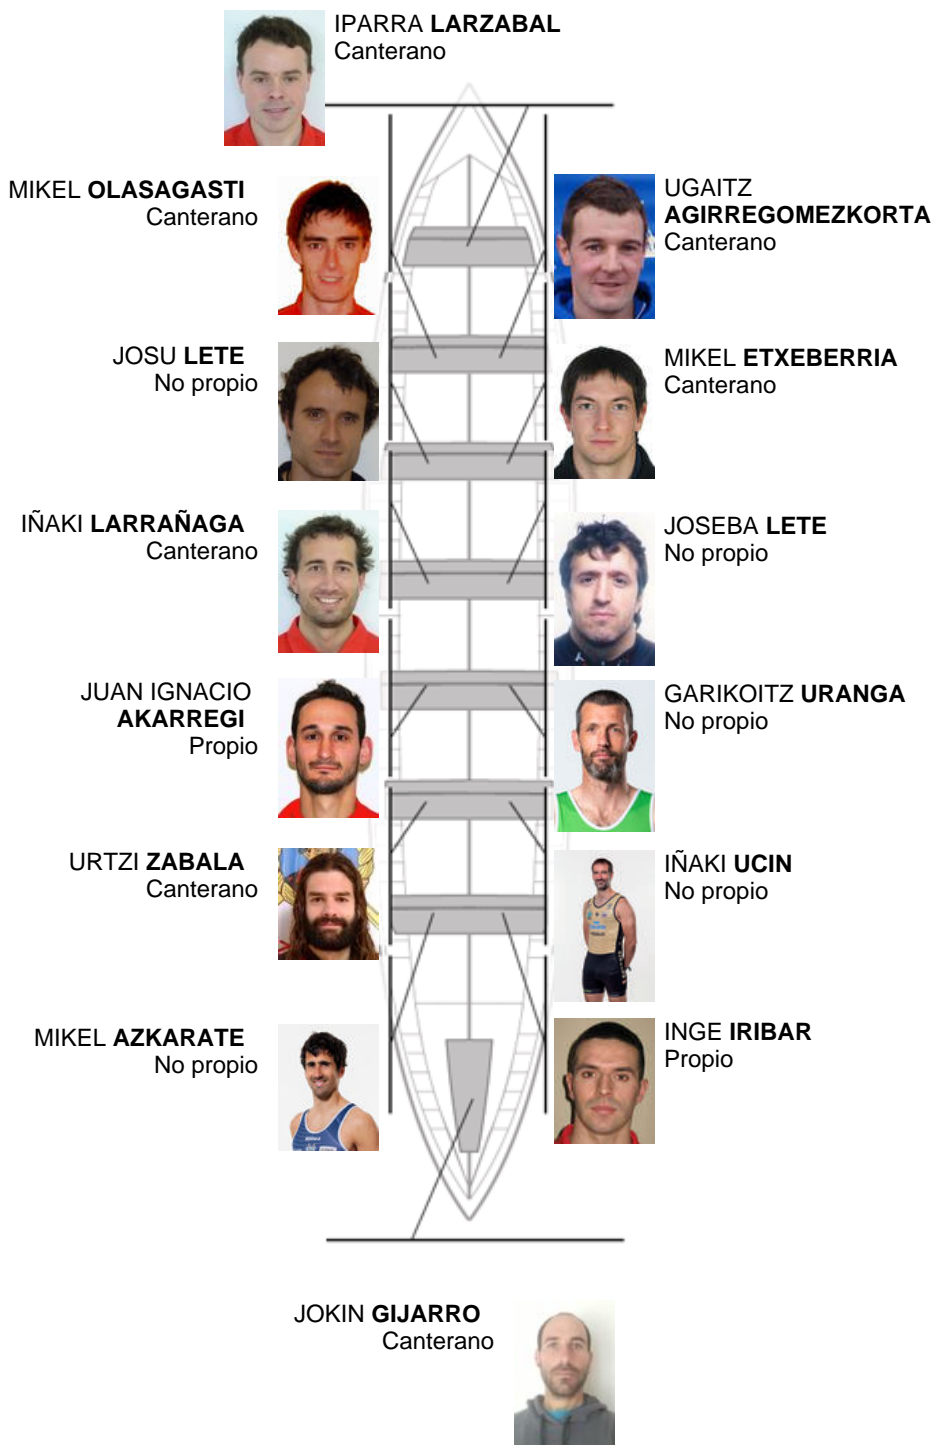 IPARRA LARZABAL
Canterano
MIKEL OLASAGASTI
Canterano
UGAITZ
AGIRREGOMEZKORTA
Canterano
JOSU LETE
No propio
MIKEL ETXEBERRIA
Canterano
IÑAKI LARRAÑAGA
Canterano
JOSEBA LETE
No propio
JUAN IGNACIO
AKARREGI
Propio
GARIKOITZ URANGA
No propio
URTZI ZABALA
Canterano
IÑAKI UCIN
No propio
MIKEL AZKARATE
No propio
INGE IRIBAR
Propio
JOKIN GIJARRO
Canterano